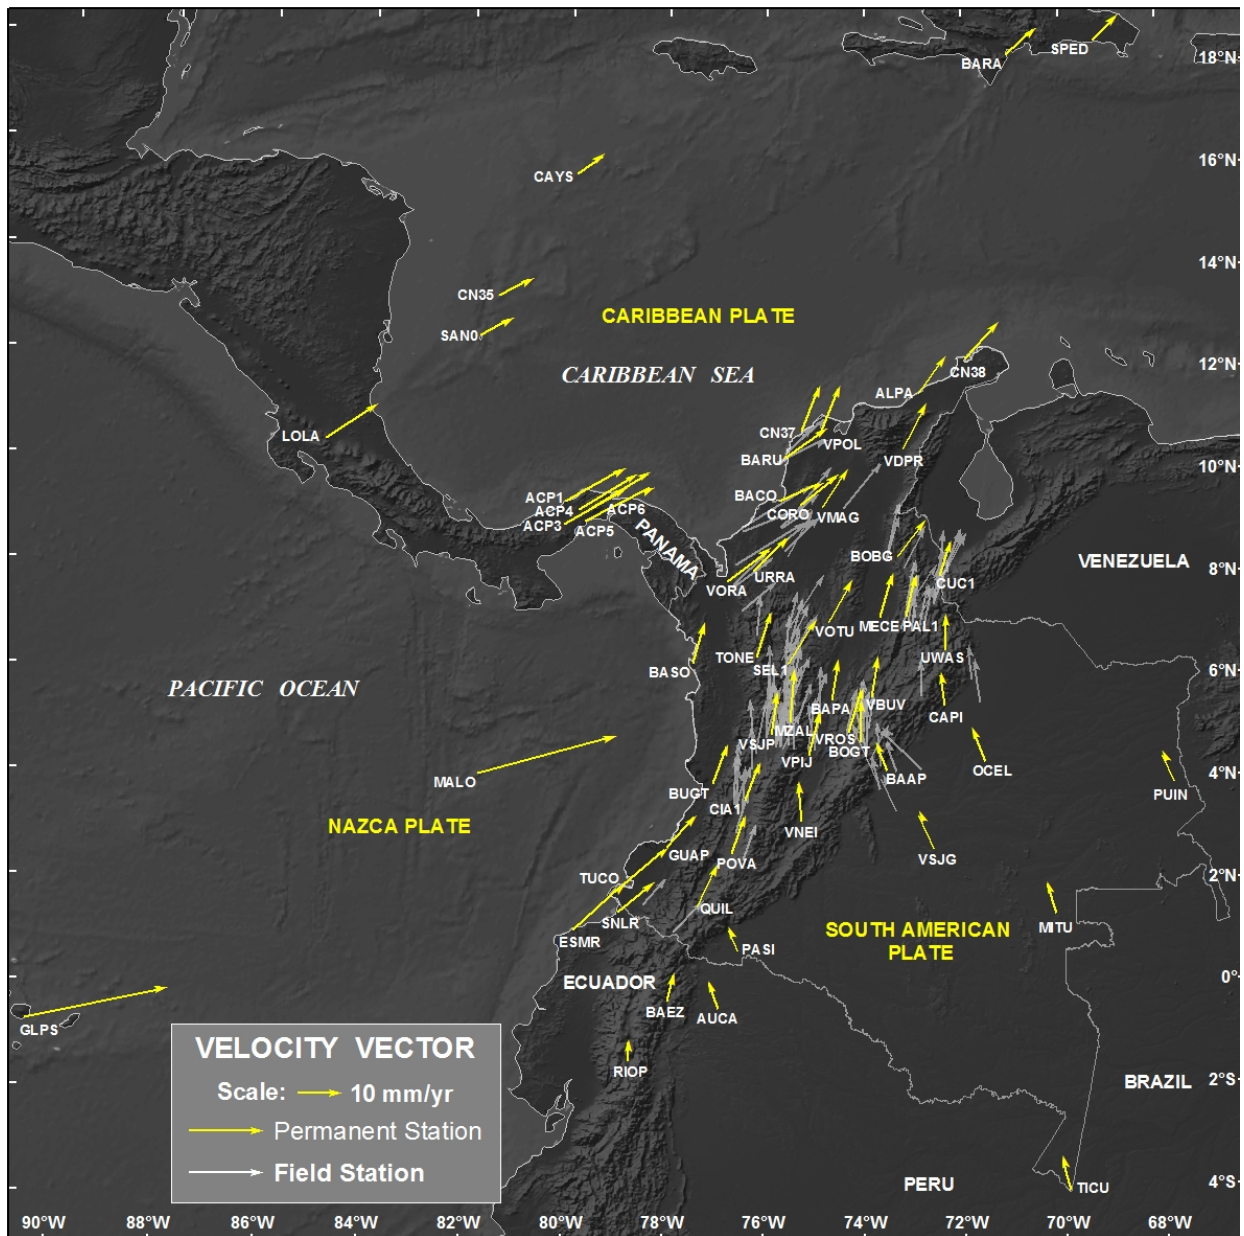 SPED
BARA
18°N
16°N
CAYS
14°N
CN35
CARIBBEAN PLATE
SAN0
12°N
CN38
CARIBBEAN SEA
ALPA
LOLA
CN37
VPOL
BARU
VDPR
10°N
ACP1
BACO
ACP4
ACP6
CORO
VMAG
ACP3
ACP5
PANAMA
BOBG
VENEZUELA
8°N
URRA
CUC1
VORA
MECE
PAL1
VOTU
TONE
UWAS
SEL1
BASO
6°N
PACIFIC OCEAN
BAPA
VBUV
CAPI
MZAL
VSJP
VROS
BOGT
VPIJ
OCEL
BAAP
4°N
MALO
BUGT
PUIN
CIA1
NAZCA PLATE
VNEI
GUAP
VSJG
POVA
TUCO
2°N
QUIL
SNLR
MITU
SOUTH AMERICAN
PLATE
ESMR
PASI
ECUADOR
0°
BAEZ
AUCA
GLPS
VELOCITY VECTOR
RIOP
2°S
BRAZIL
Scale: 10 mm/yr
Permanent Station
Field Station
PERU
TICU
4°S
90°W 88°W 86°W 84°W 82°W 80°W 78°W 76°W 74°W 72°W 70°W 68°W